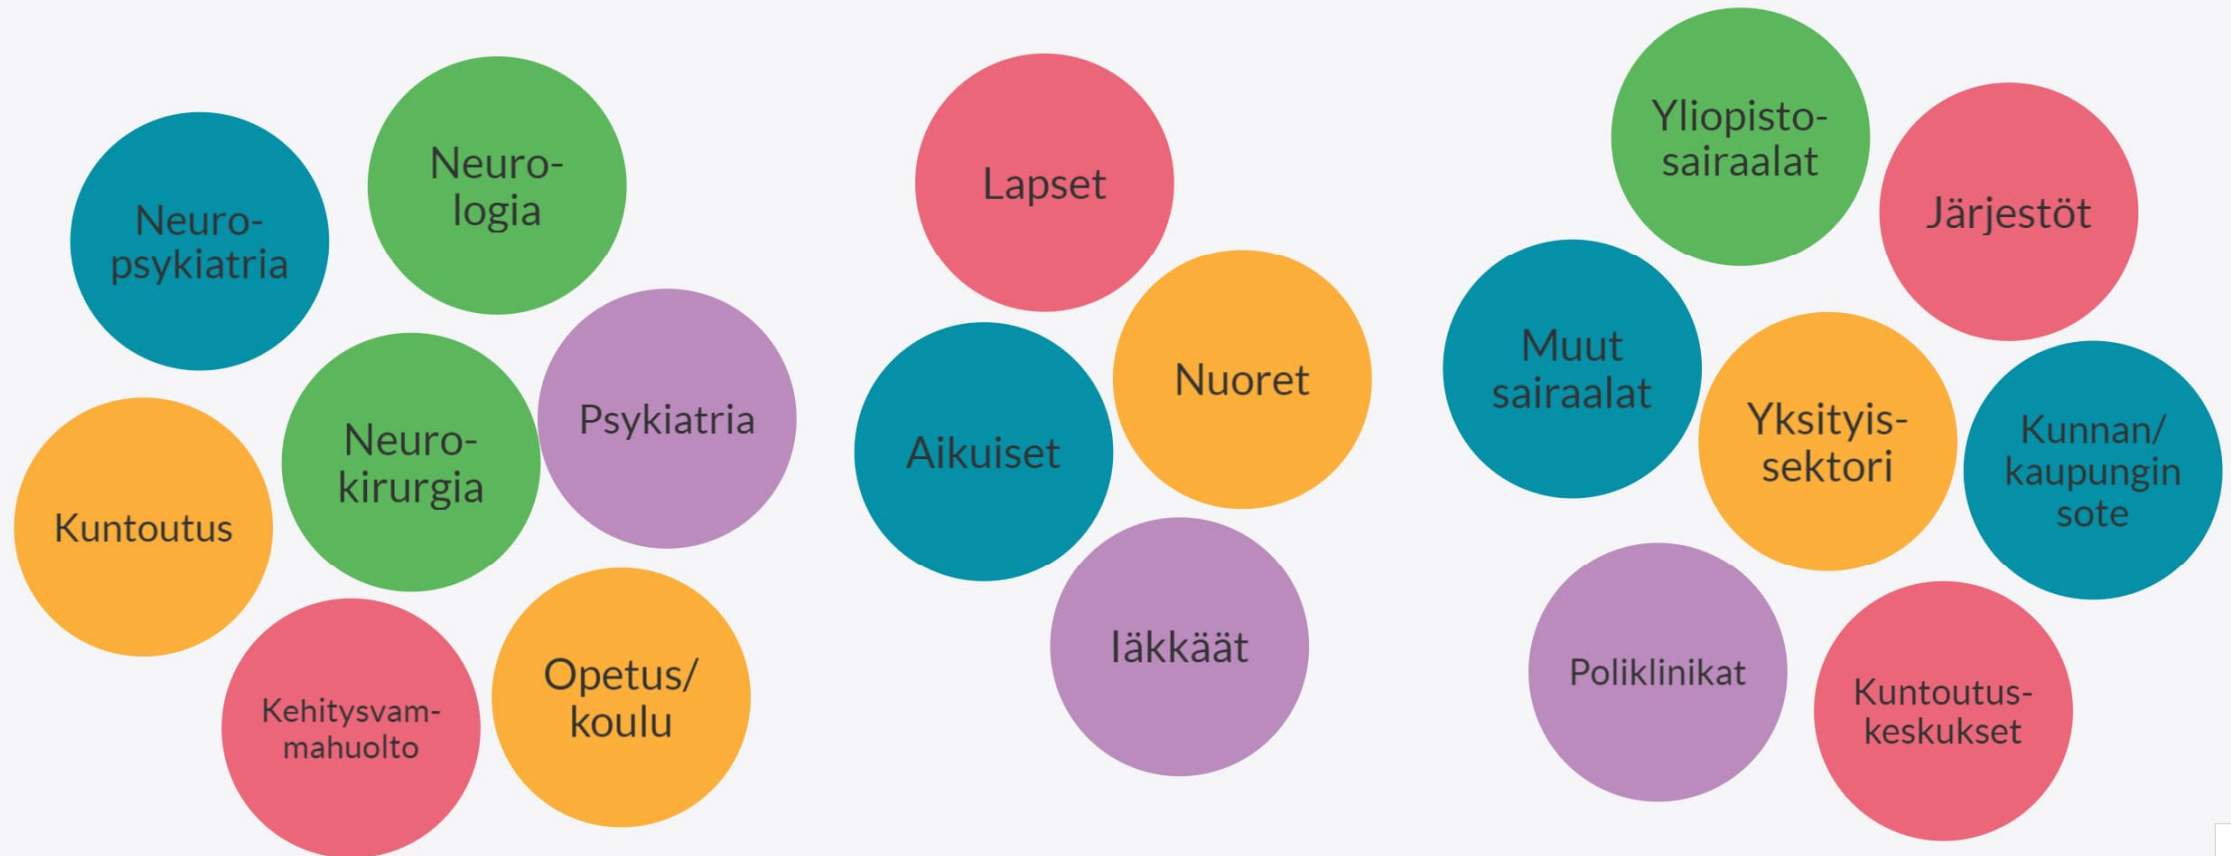 Neuro-
psykiatria
Neuro-
logia
Psykiatria
Neuro-
kirurgia
Kuntoutus
Kehitysvam-
mahuolto
Opetus/
koulu
Lapset
Nuoret
Aikuiset
Iäkkäät
Yliopisto-
sairaalat
Järjestöt
Muut
sairaalat
Yksityis-
sektori
Kunnan/
kaupungin
sote
Poliklinikat
Kuntoutus-
keskukset